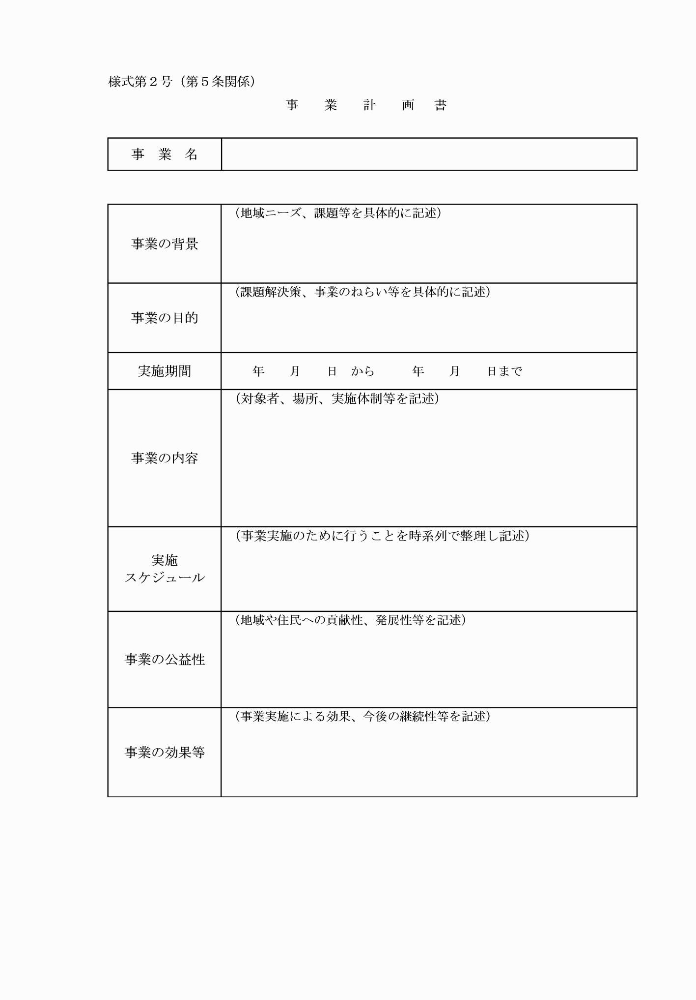 様式第２号（第５条関係）
事　業　計　画　書
事　業　名
（地域ニーズ、課題等を具体的に記述）
事業の背景
（課題解決策、事業のねらい等を具体的に記述）
事業の目的
実施期間　　年　　月　　日　から　　　年　　月　　日まで
（対象者、場所、実施体制等を記述）
事業の内容
（事業実施のために行うことを時系列で整理し記述）
実施
スケジュール
（地域や住民への貢献性、発展性等を記述）
事業の公益性
（事業実施による効果、今後の継続性等を記述）
事業の効果等